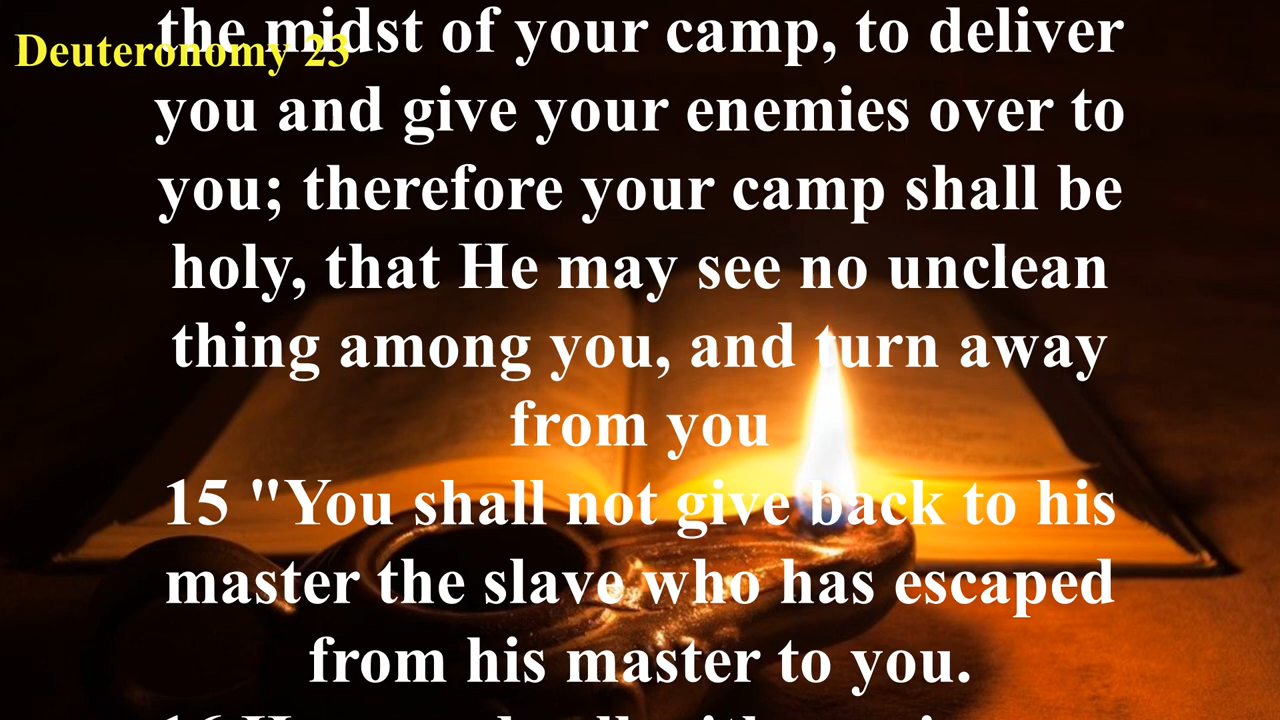 Deuteronomy 23
the midst of your camp, to deliver
you and give your enemies over to
you; therefore your camp shall be
holy, that He may see no unclean
thing among you, and turn away
from you
15 "You shall not give back to his
master the slave who has escaped
from his master to you.